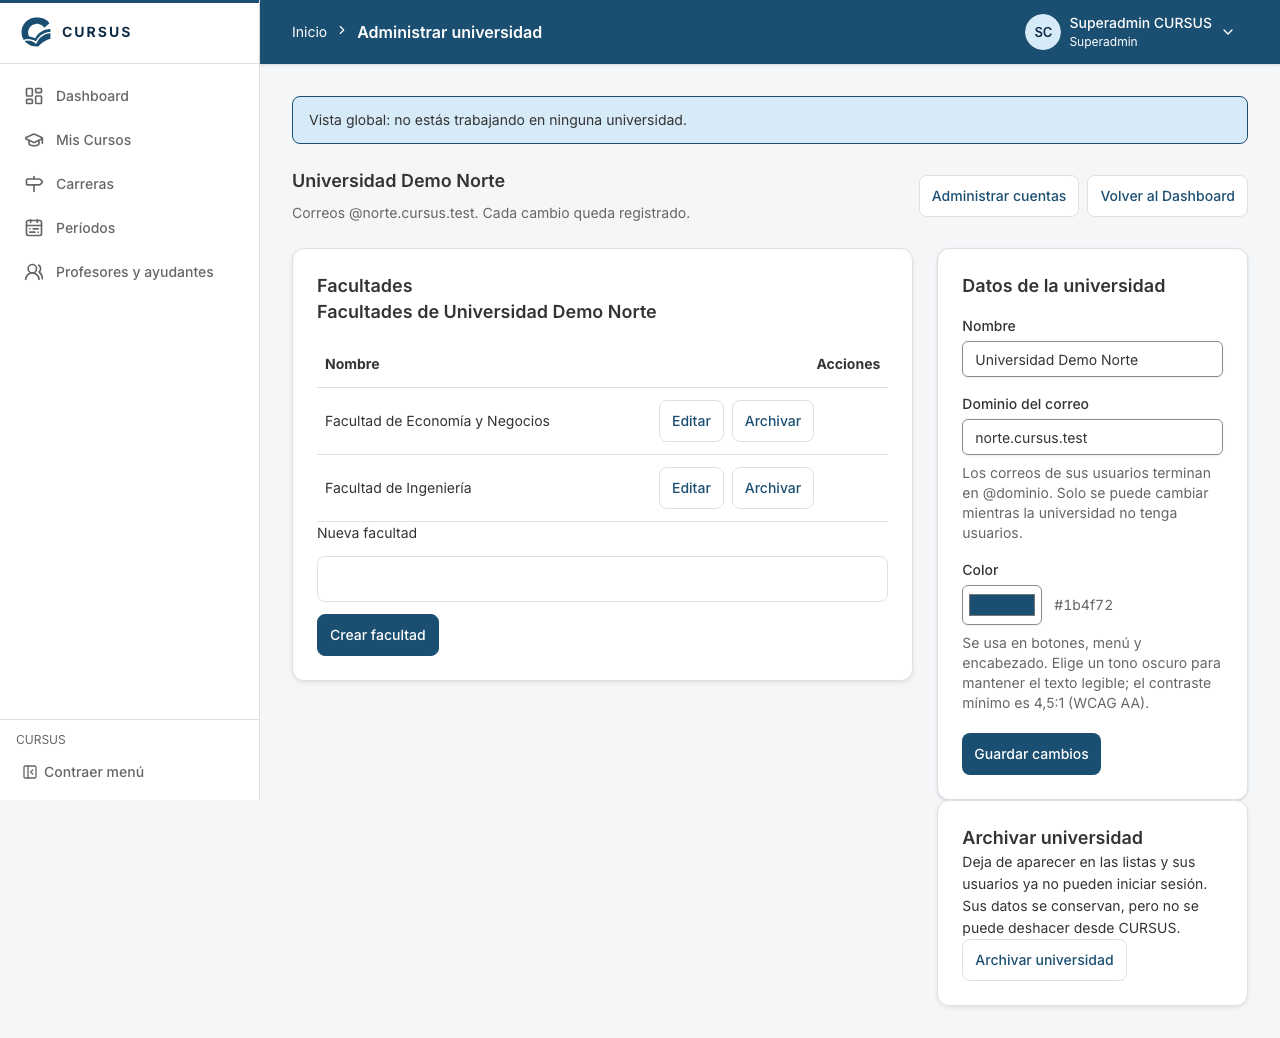 CURSUS
Dashboard
Mis Cursos
Carreras
Períodos
Profesores y ayudantes
CURSUS
Contraer menú
Inicio
Administrar universidad
SC
Superadmin CURSUS
Superadmin
Vista global: no estás trabajando en ninguna universidad.
Universidad Demo Norte
Correos @norte.cursus.test. Cada cambio queda registrado.
Administrar cuentas
Volver al Dashboard
Facultades
Facultades de Universidad Demo Norte
Nombre
Acciones
Facultad de Economía y Negocios
Editar
Archivar
Facultad de Ingeniería
Editar
Archivar
Nueva facultad
Crear facultad
Datos de la universidad
Nombre
Universidad Demo Norte
Dominio del correo
norte.cursus.test
Los correos de sus usuarios terminan
en @dominio. Solo se puede cambiar
mientras la universidad no tenga
usuarios.
Color
#1b4f72
Se usa en botones, menú y
encabezado. Elige un tono oscuro para
mantener el texto legible; el contraste
mínimo es 4,5:1 (WCAG AA).
Guardar cambios
Archivar universidad
Deja de aparecer en las listas y sus
usuarios ya no pueden iniciar sesión.
Sus datos se conservan, pero no se
puede deshacer desde CURSUS.
Archivar universidad